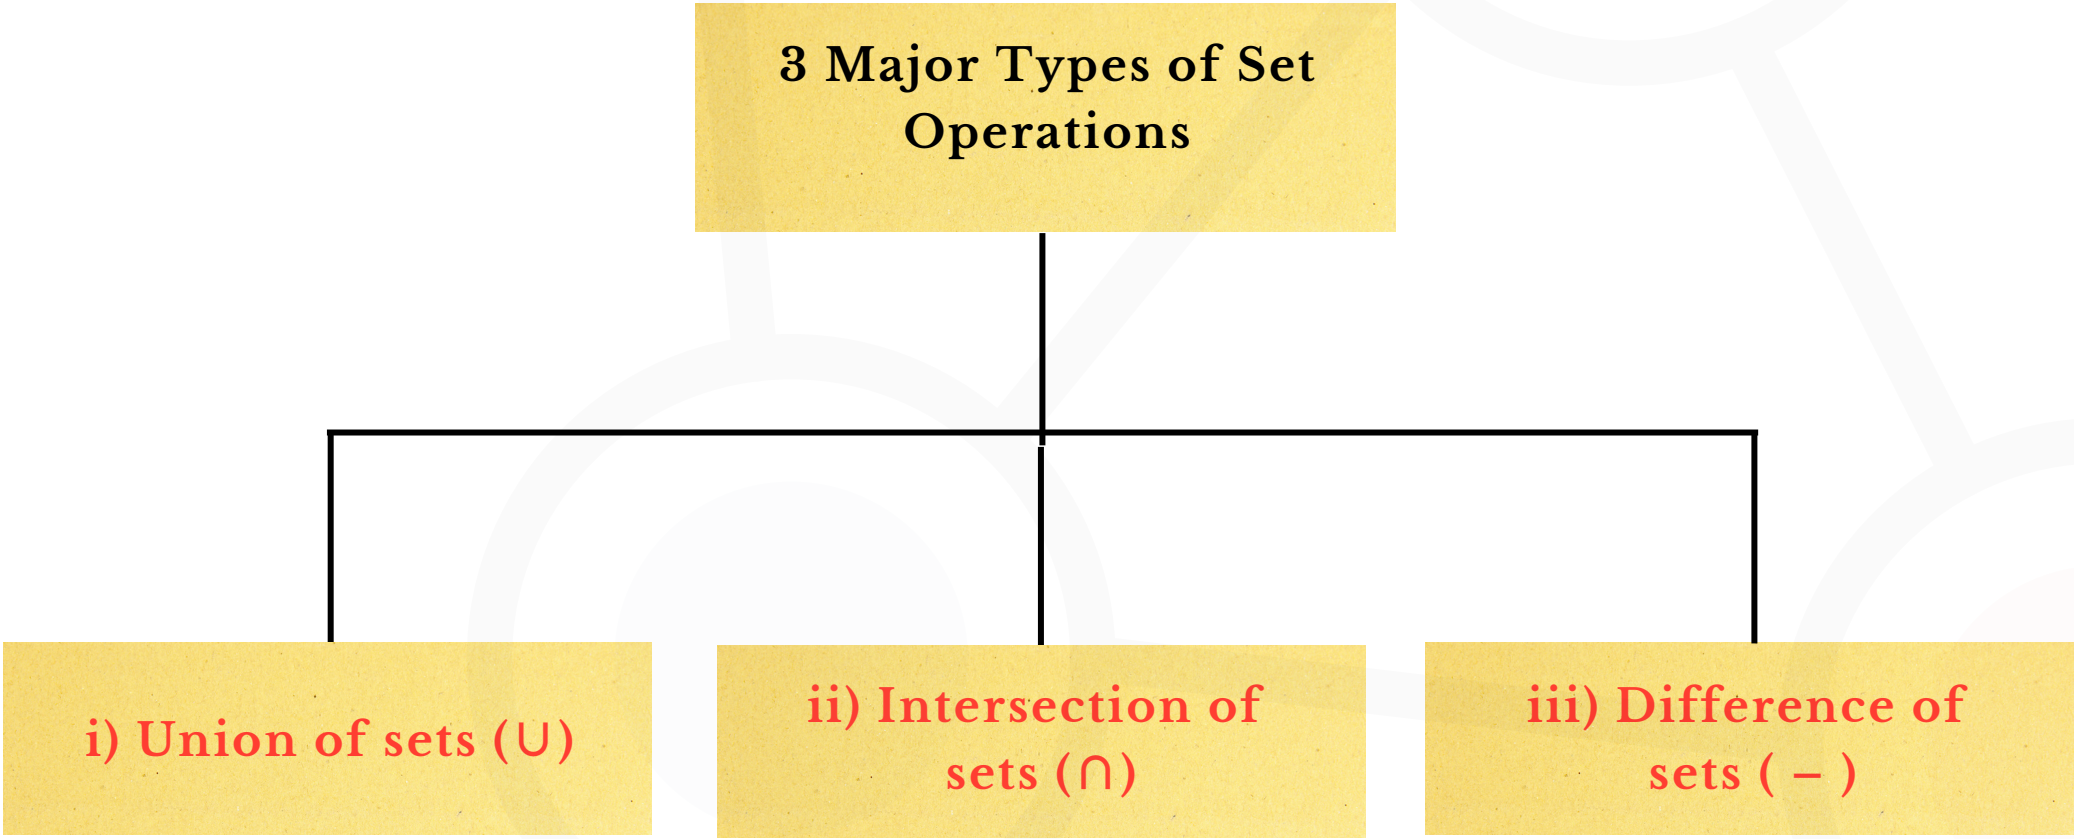 3 Major Types of Set
Operations
i) Union of sets (∪)
ii) Intersection of
sets (∩)
iii) Difference of
sets ( – )